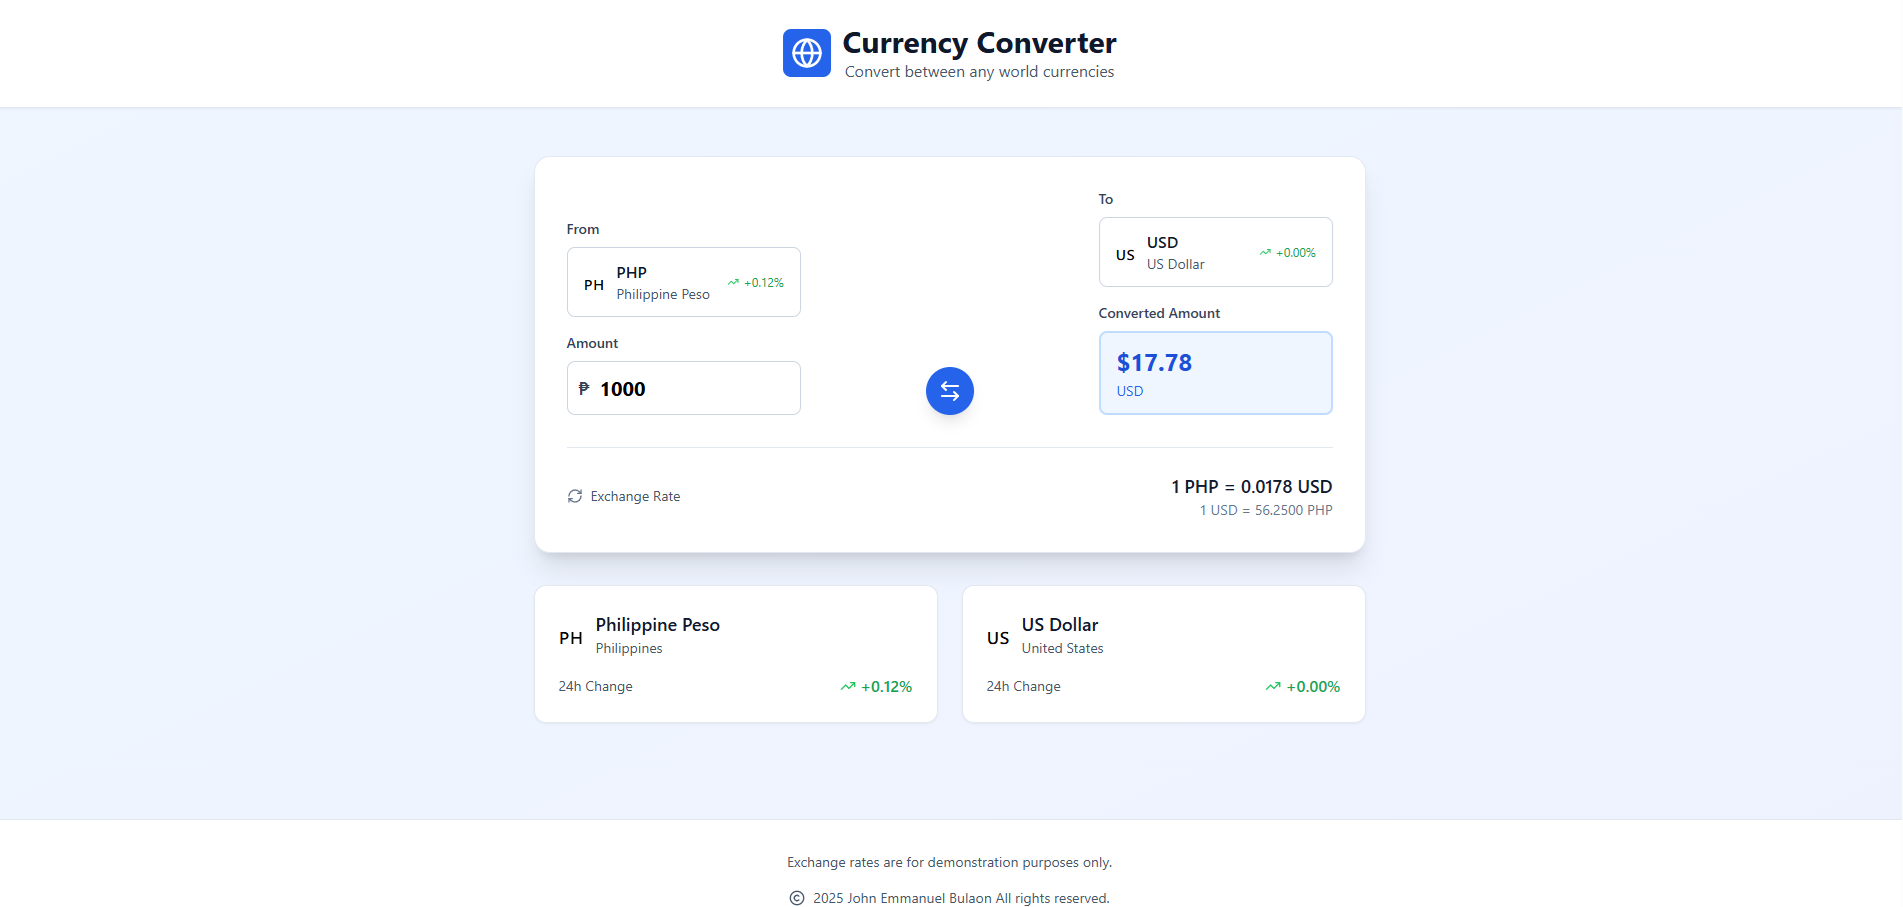 Currency Converter
Convert between any world currencies
From
PH
PHP
Philippine Peso
+0.12%
Amount
₱ 1000
To
US
USD
US Dollar
+0.00%
Converted Amount
$17.78
USD
Exchange Rate
1 PHP = 0.0178 USD
1 USD = 56.2500 PHP
PH
Philippine Peso
Philippines
24h Change
+0.12%
US
US Dollar
United States
24h Change
+0.00%
Exchange rates are for demonstration purposes only.
© 2025 John Emmanuel Bulaon All rights reserved.